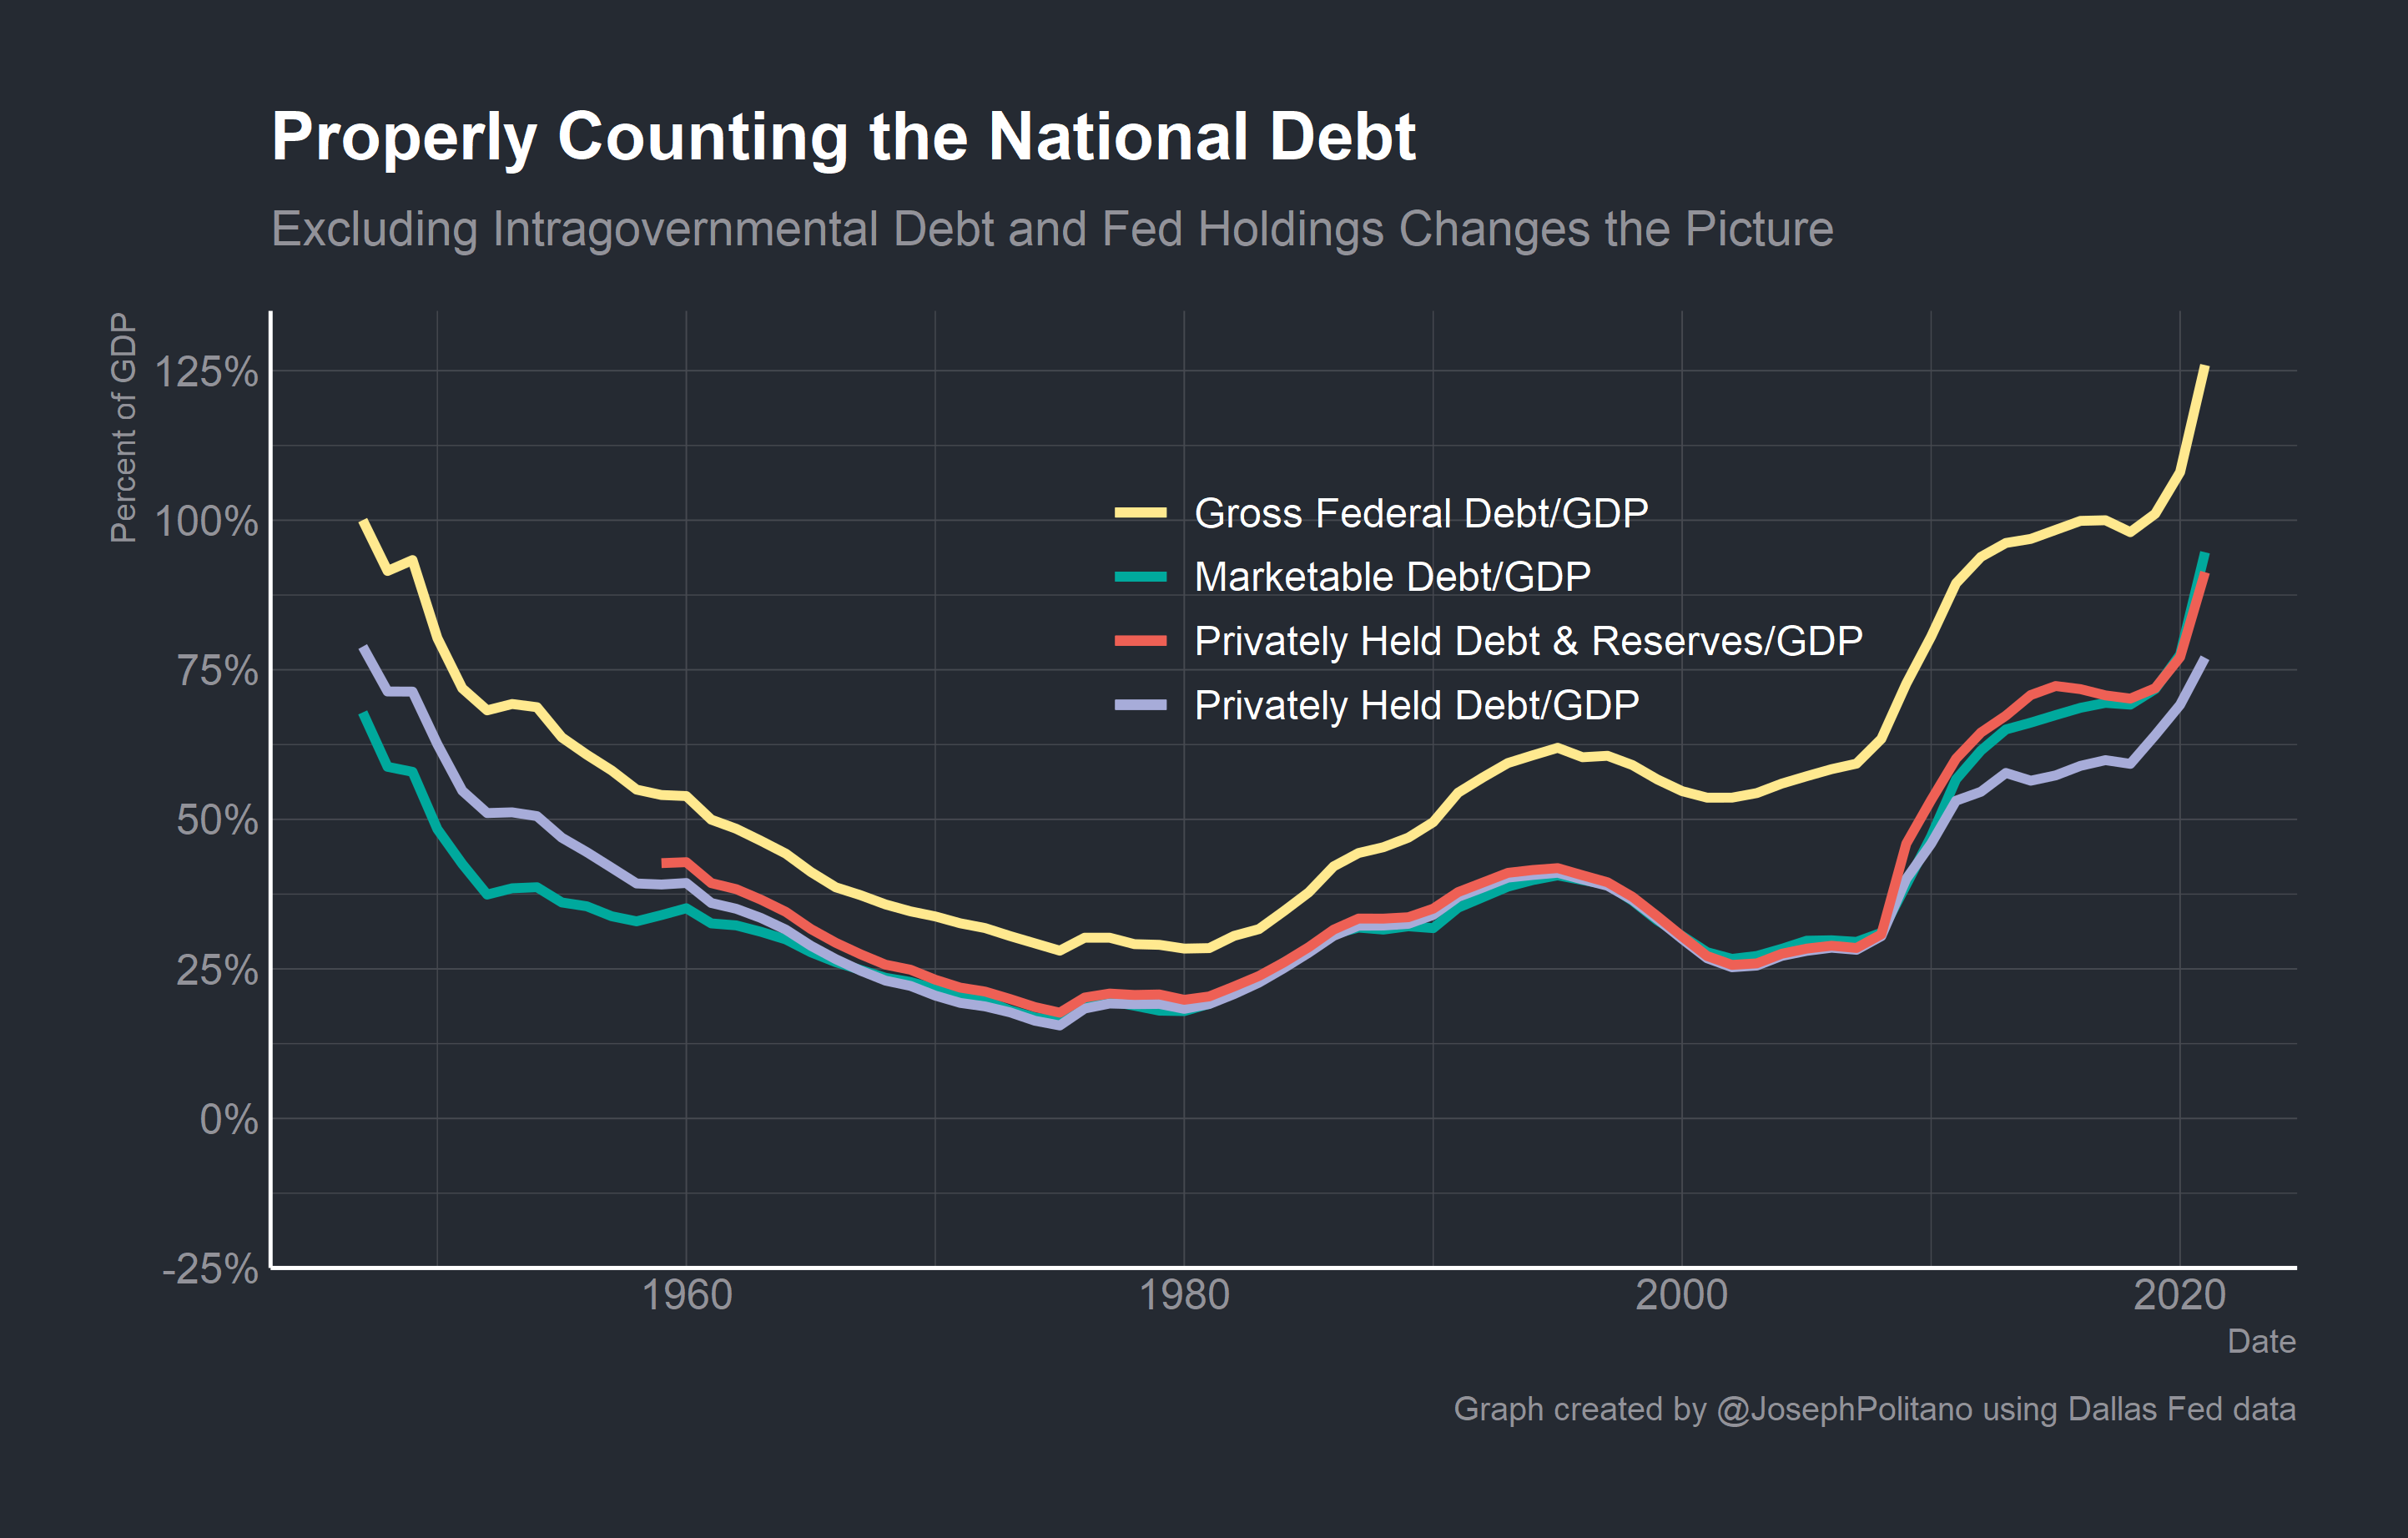 Properly Counting the National Debt
Excluding Intragovernmental Debt and Fed Holdings Changes the Picture
Percent of GDP
125%
100%
75%
50%
25%
0%
-25%
Gross Federal Debt/GDP
Marketable Debt/GDP
Privately Held Debt & Reserves/GDP
Privately Held Debt/GDP
1960 1980 2000 2020
Date
Graph created by @JosephPolitano using Dallas Fed data